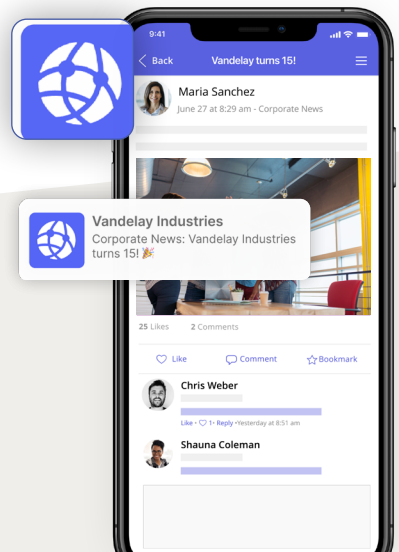 9:41
Back
Vandelay turns 15!
Maria Sanchez
June 27 at 8:29 am - Corporate News
Vandelay Industries
Corporate News: Vandelay Industries
turns 15! 🎉
25 Likes 2 Comments
Like Comment Bookmark
Chris Weber
Like • 1 • Reply •Yesterday at 8:51 am
Shauna Coleman